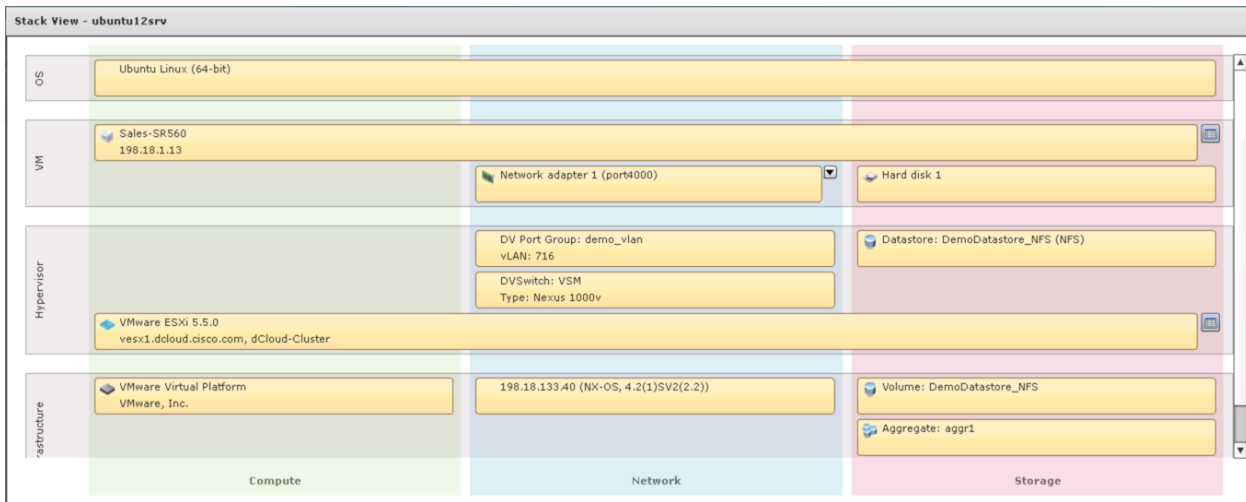 Stack View - ubuntu12srv
OS
Ubuntu Linux (64-bit)
VM
Sales-SR560
198.18.1.13
Network adapter 1 (port4000)
Hard disk 1
Hypervisor
DV Port Group: demo_vlan
vLAN: 716
Datastore: DemoDatastore_NFS (NFS)
DVSwitch: VSM
Type: Nexus 1000v
VMware ESXi 5.5.0
vesx1.dcloud.cisco.com, dCloud-Cluster
rastructure
VMware Virtual Platform
VMware, Inc.
198.18.133.40 (NX-OS, 4.2(1)SV2(2.2))
Volume: DemoDatastore_NFS
Aggregate: aggr1
Compute
Network
Storage